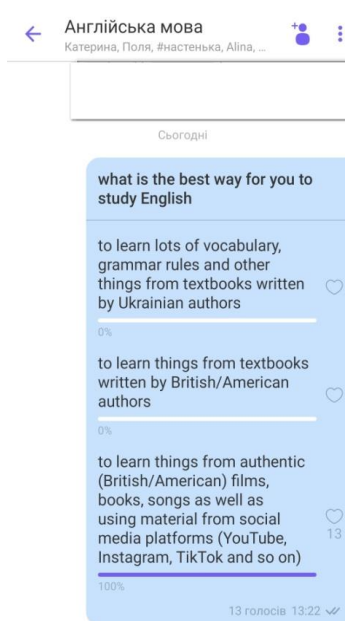 Англійська мова
Катерина, Поля, #настенька, Alina, ...
Сьогодні
what is the best way for you to
study English
to learn lots of vocabulary,
grammar rules and other
things from textbooks written
by Ukrainian authors
0%
to learn things from textbooks
written by British/American
authors
0%
to learn things from authentic
(British/American) films,
books, songs as well as
using material from social
media platforms (YouTube,
Instagram, TikTok and so on)
13
100%
13 голосів 13:22